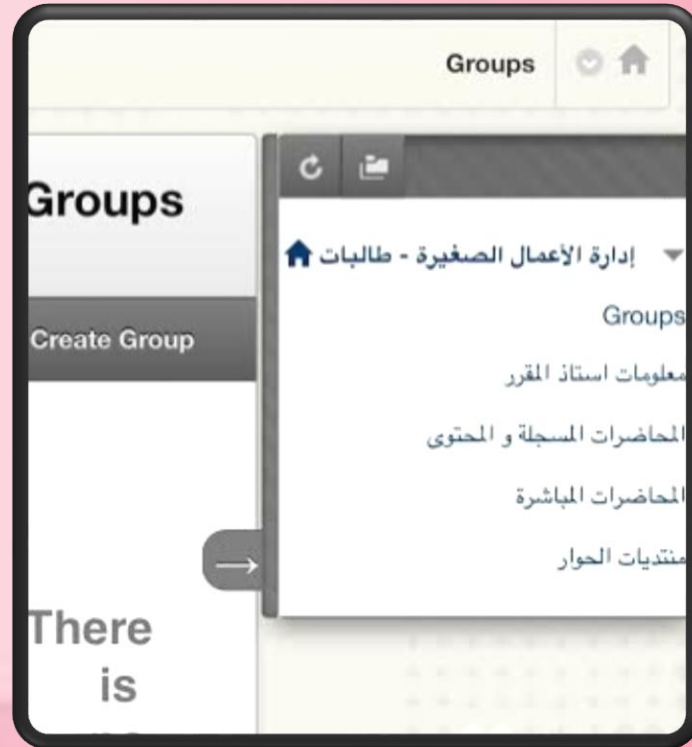 Groups
Groups
Create Group
There
is
إدارة الأعمال الصغيرة - طالبات
Groups
معلومات استاذ المقرر
المحاضرات المسجلة و المحتوى
المحاضرات المباشرة
منتديات الحوار